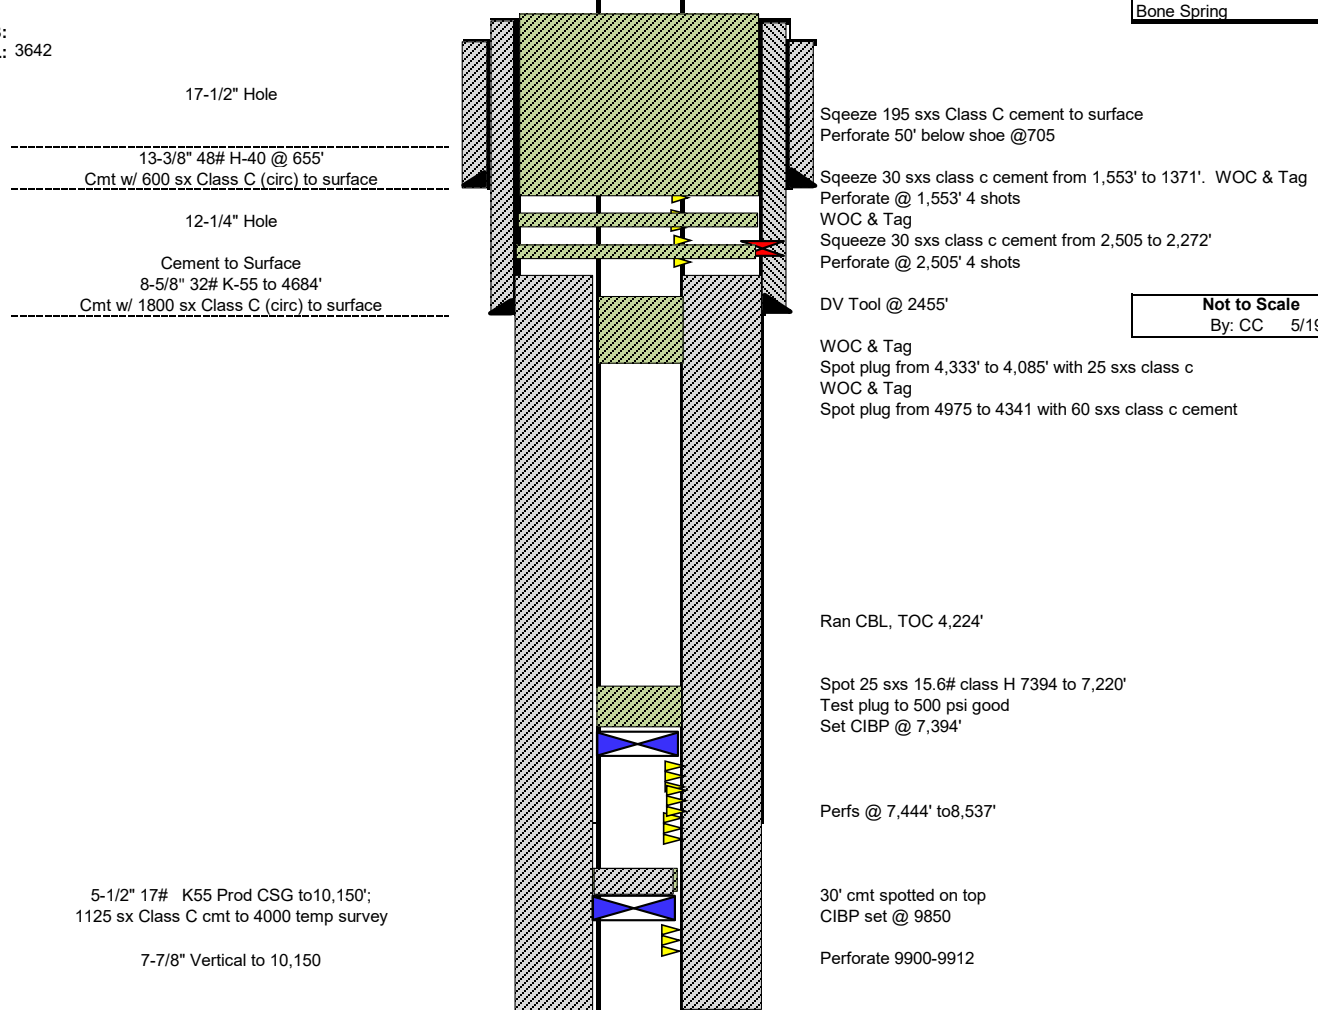 Bone Spring
3642
17-1/2" Hole
13-3/8" 48# H-40 @ 655'
Cmt w/ 600 sx Class C (circ) to surface
12-1/4" Hole
Cement to Surface
8-5/8" 32# K-55 to 4684'
Cmt w/ 1800 sx Class C (circ) to surface
Sqeeze 195 sxs Class C cement to surface
Perforate 50' below shoe @705
Sqeeze 30 sxs class c cement from 1,553' to 1371'. WOC & Tag
Perforate @ 1,553' 4 shots
WOC & Tag
Squeeze 30 sxs class c cement from 2,505 to 2,272'
Perforate @ 2,505' 4 shots
DV Tool @ 2455'
Not to Scale
By: CC 5/19
WOC & Tag
Spot plug from 4,333' to 4,085' with 25 sxs class c
WOC & Tag
Spot plug from 4975 to 4341 with 60 sxs class c cement
Ran CBL, TOC 4,224'
Spot 25 sxs 15.6# class H 7394 to 7,220'
Test plug to 500 psi good
Set CIBP @ 7,394'
Perfs @ 7,444' to8,537'
5-1/2" 17# K55 Prod CSG to10,150';
1125 sx Class C cmt to 4000 temp survey
7-7/8" Vertical to 10,150
30' cmt spotted on top
CIBP set @ 9850
Perforate 9900-9912